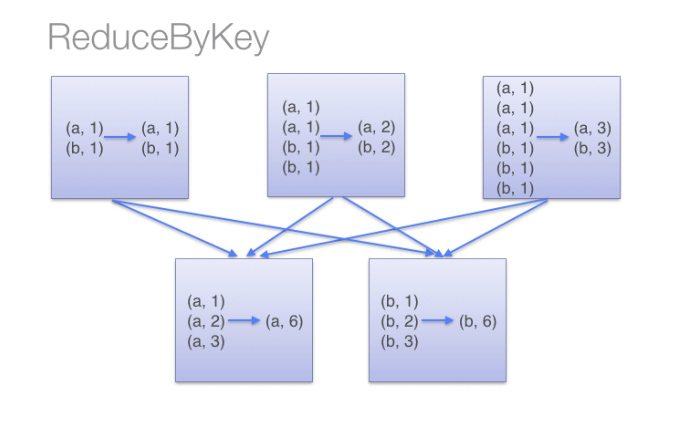 ReduceByKey
(a, 1) (a, 1)
(b, 1) (b, 1)
(a, 1)
(a, 1) (a, 2)
(b, 1) (b, 2)
(b, 1)
(a, 1)
(a, 1)
(a, 1) (a, 3)
(b, 1) (b, 3)
(b, 1)
(b, 1)
(a, 1)
(a, 2) (a, 6)
(a, 3)
(b, 1)
(b, 2) (b, 6)
(b, 3)